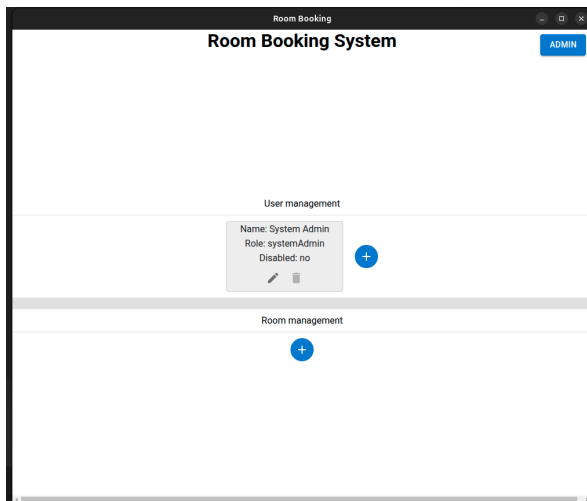 Room Booking
Room Booking System
ADMIN
User management
Name: System Admin
Role: systemAdmin
Disabled: no
Room management